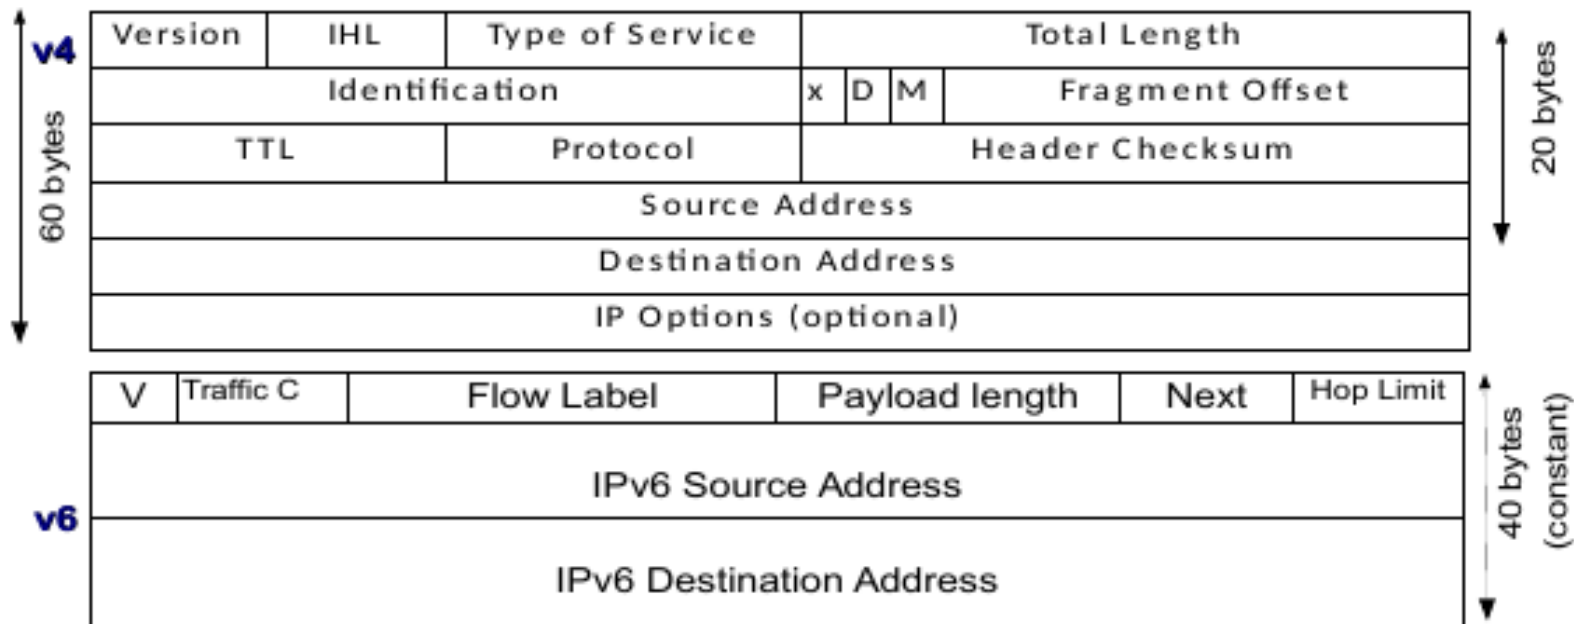 v4 Version IHL Type of Service Total Length
Identification x D M Fragment Offset
TTL Protocol Header Checksum
Source Address
Destination Address
IP Options (optional)
60 bytes
20 bytes
V Traffic C Flow Label Payload length Next Hop Limit
IPv6 Source Address
v6
IPv6 Destination Address
40 bytes
(constant)